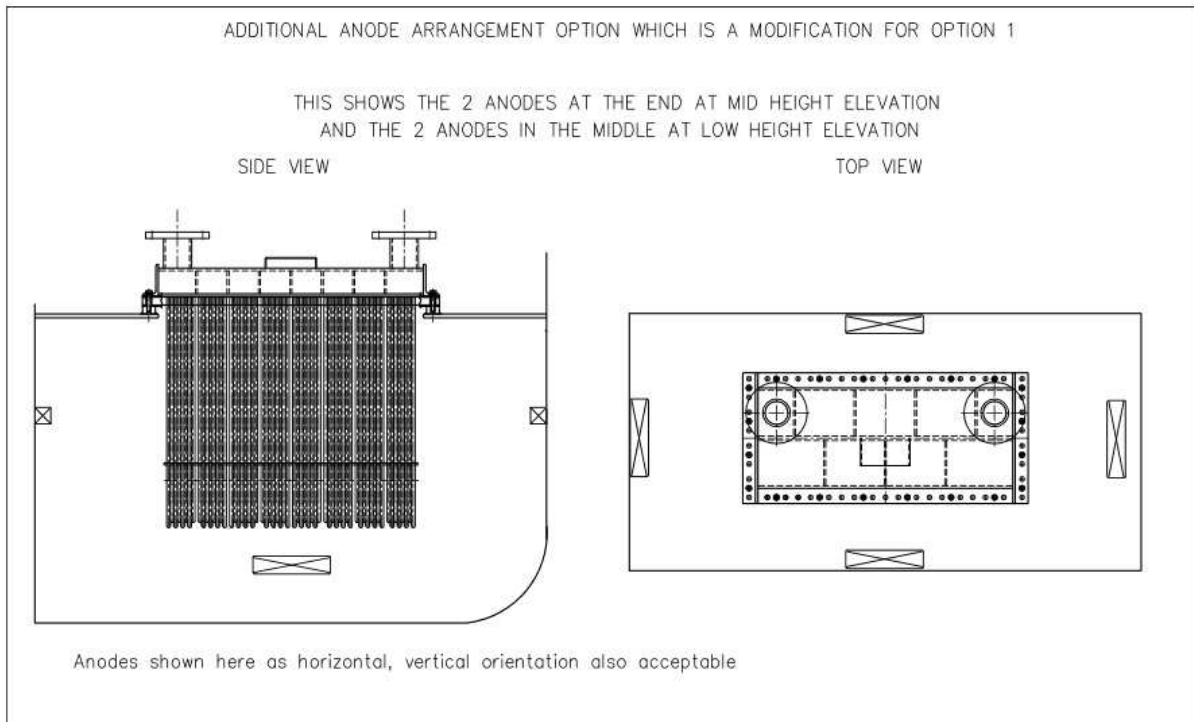 ADDITIONAL ANODE ARRANGEMENT OPTION WHICH IS A MODIFICATION FOR OPTION 1
THIS SHOWS THE 2 ANODES AT THE END AT MID HEIGHT ELEVATION
AND THE 2 ANODES IN THE MIDDLE AT LOW HEIGHT ELEVATION
SIDE VIEW
TOP VIEW
Anodes shown here as horizontal, vertical orientation also acceptable